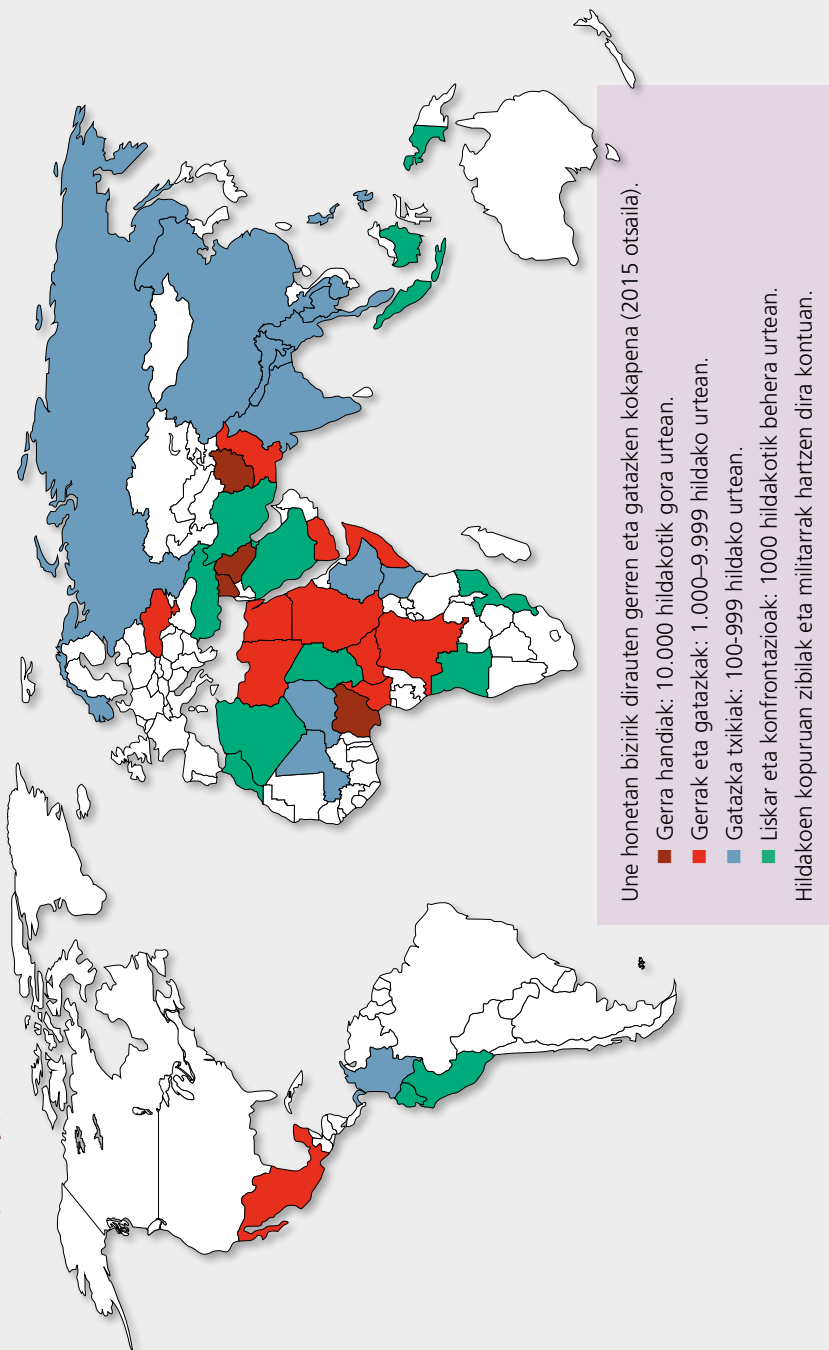 Une honetan bizirik dirauten gerren eta gatazken kokapena (2015 otsaila).
Gerra handiak: 10.000 hildakotik gora urtean.
Gerrak eta gatazkak: 1.000–9.999 hildako urtean.
Gatazka txikiak: 100-999 hildako urtean.
Liskar eta konfrontazioak: 1000 hildakotik behera urtean.
Hildakoen kopuruan zibilak eta militarrak hartzen dira kontuan.